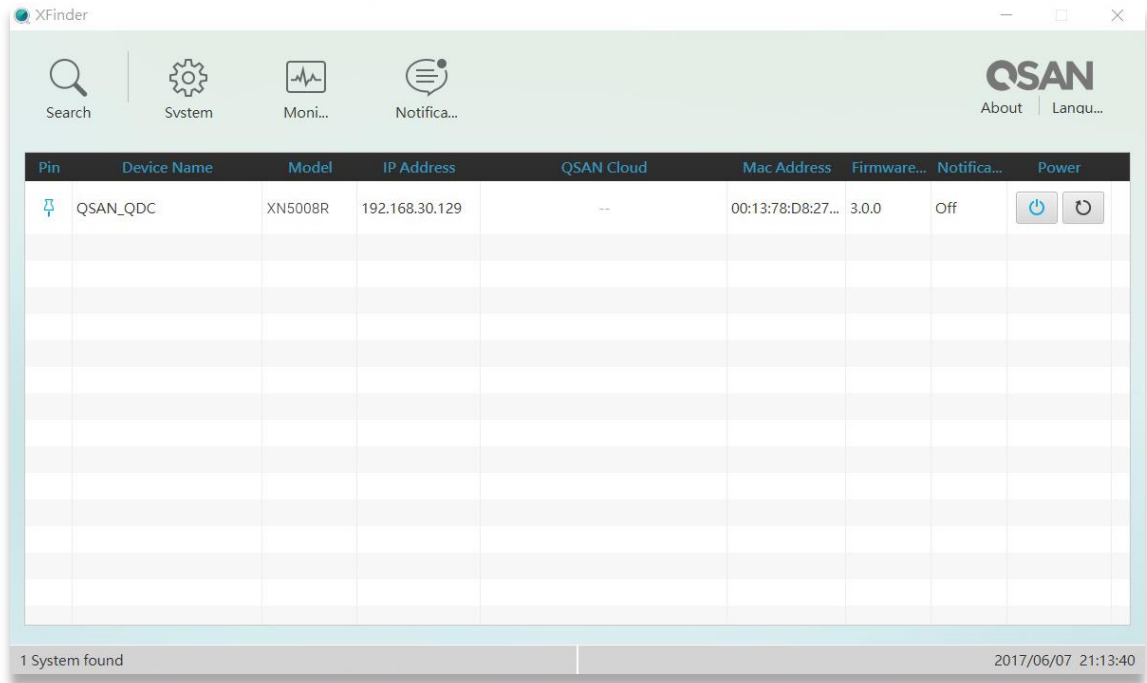 XFinder
QSAN
Search System Moni... Notifica... About Langu...
Pin Device Name Model IP Address QSAN Cloud Mac Address Firmware... Notifica... Power
QSAN_QDC XN5008R 192.168.30.129 -- 00:13:78:D8:27... 3.0.0 Off
1 System found 2017/06/07 21:13:40